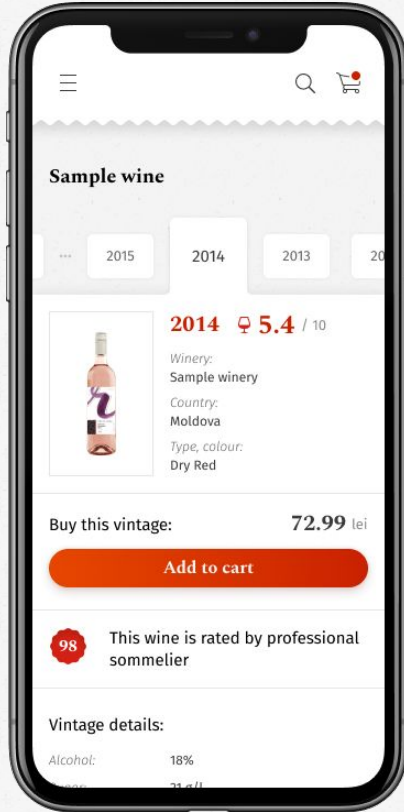 Sample wine
... 2015 2014 2013 20
2014 5.4 / 10
Winery:
Sample winery
Country:
Moldova
Type, colour:
Dry Red
Buy this vintage: 72.99 lei
Add to cart
98 This wine is rated by professional
sommelier
Vintage details:
Alcohol: 18%
21 g/l